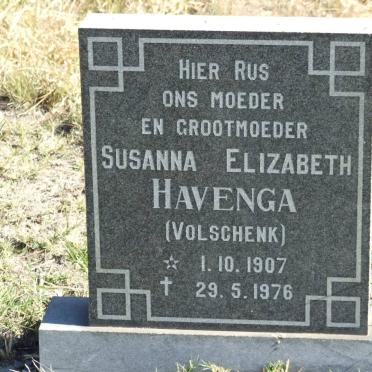 HIER RUS
ONS MOEDER
EN GROOTMOEDER
SUSANNA ELIZABETH
HAVENGA
(VOLSCHENK)
☆ 1. 10. 1907
✝ 29. 5. 1976